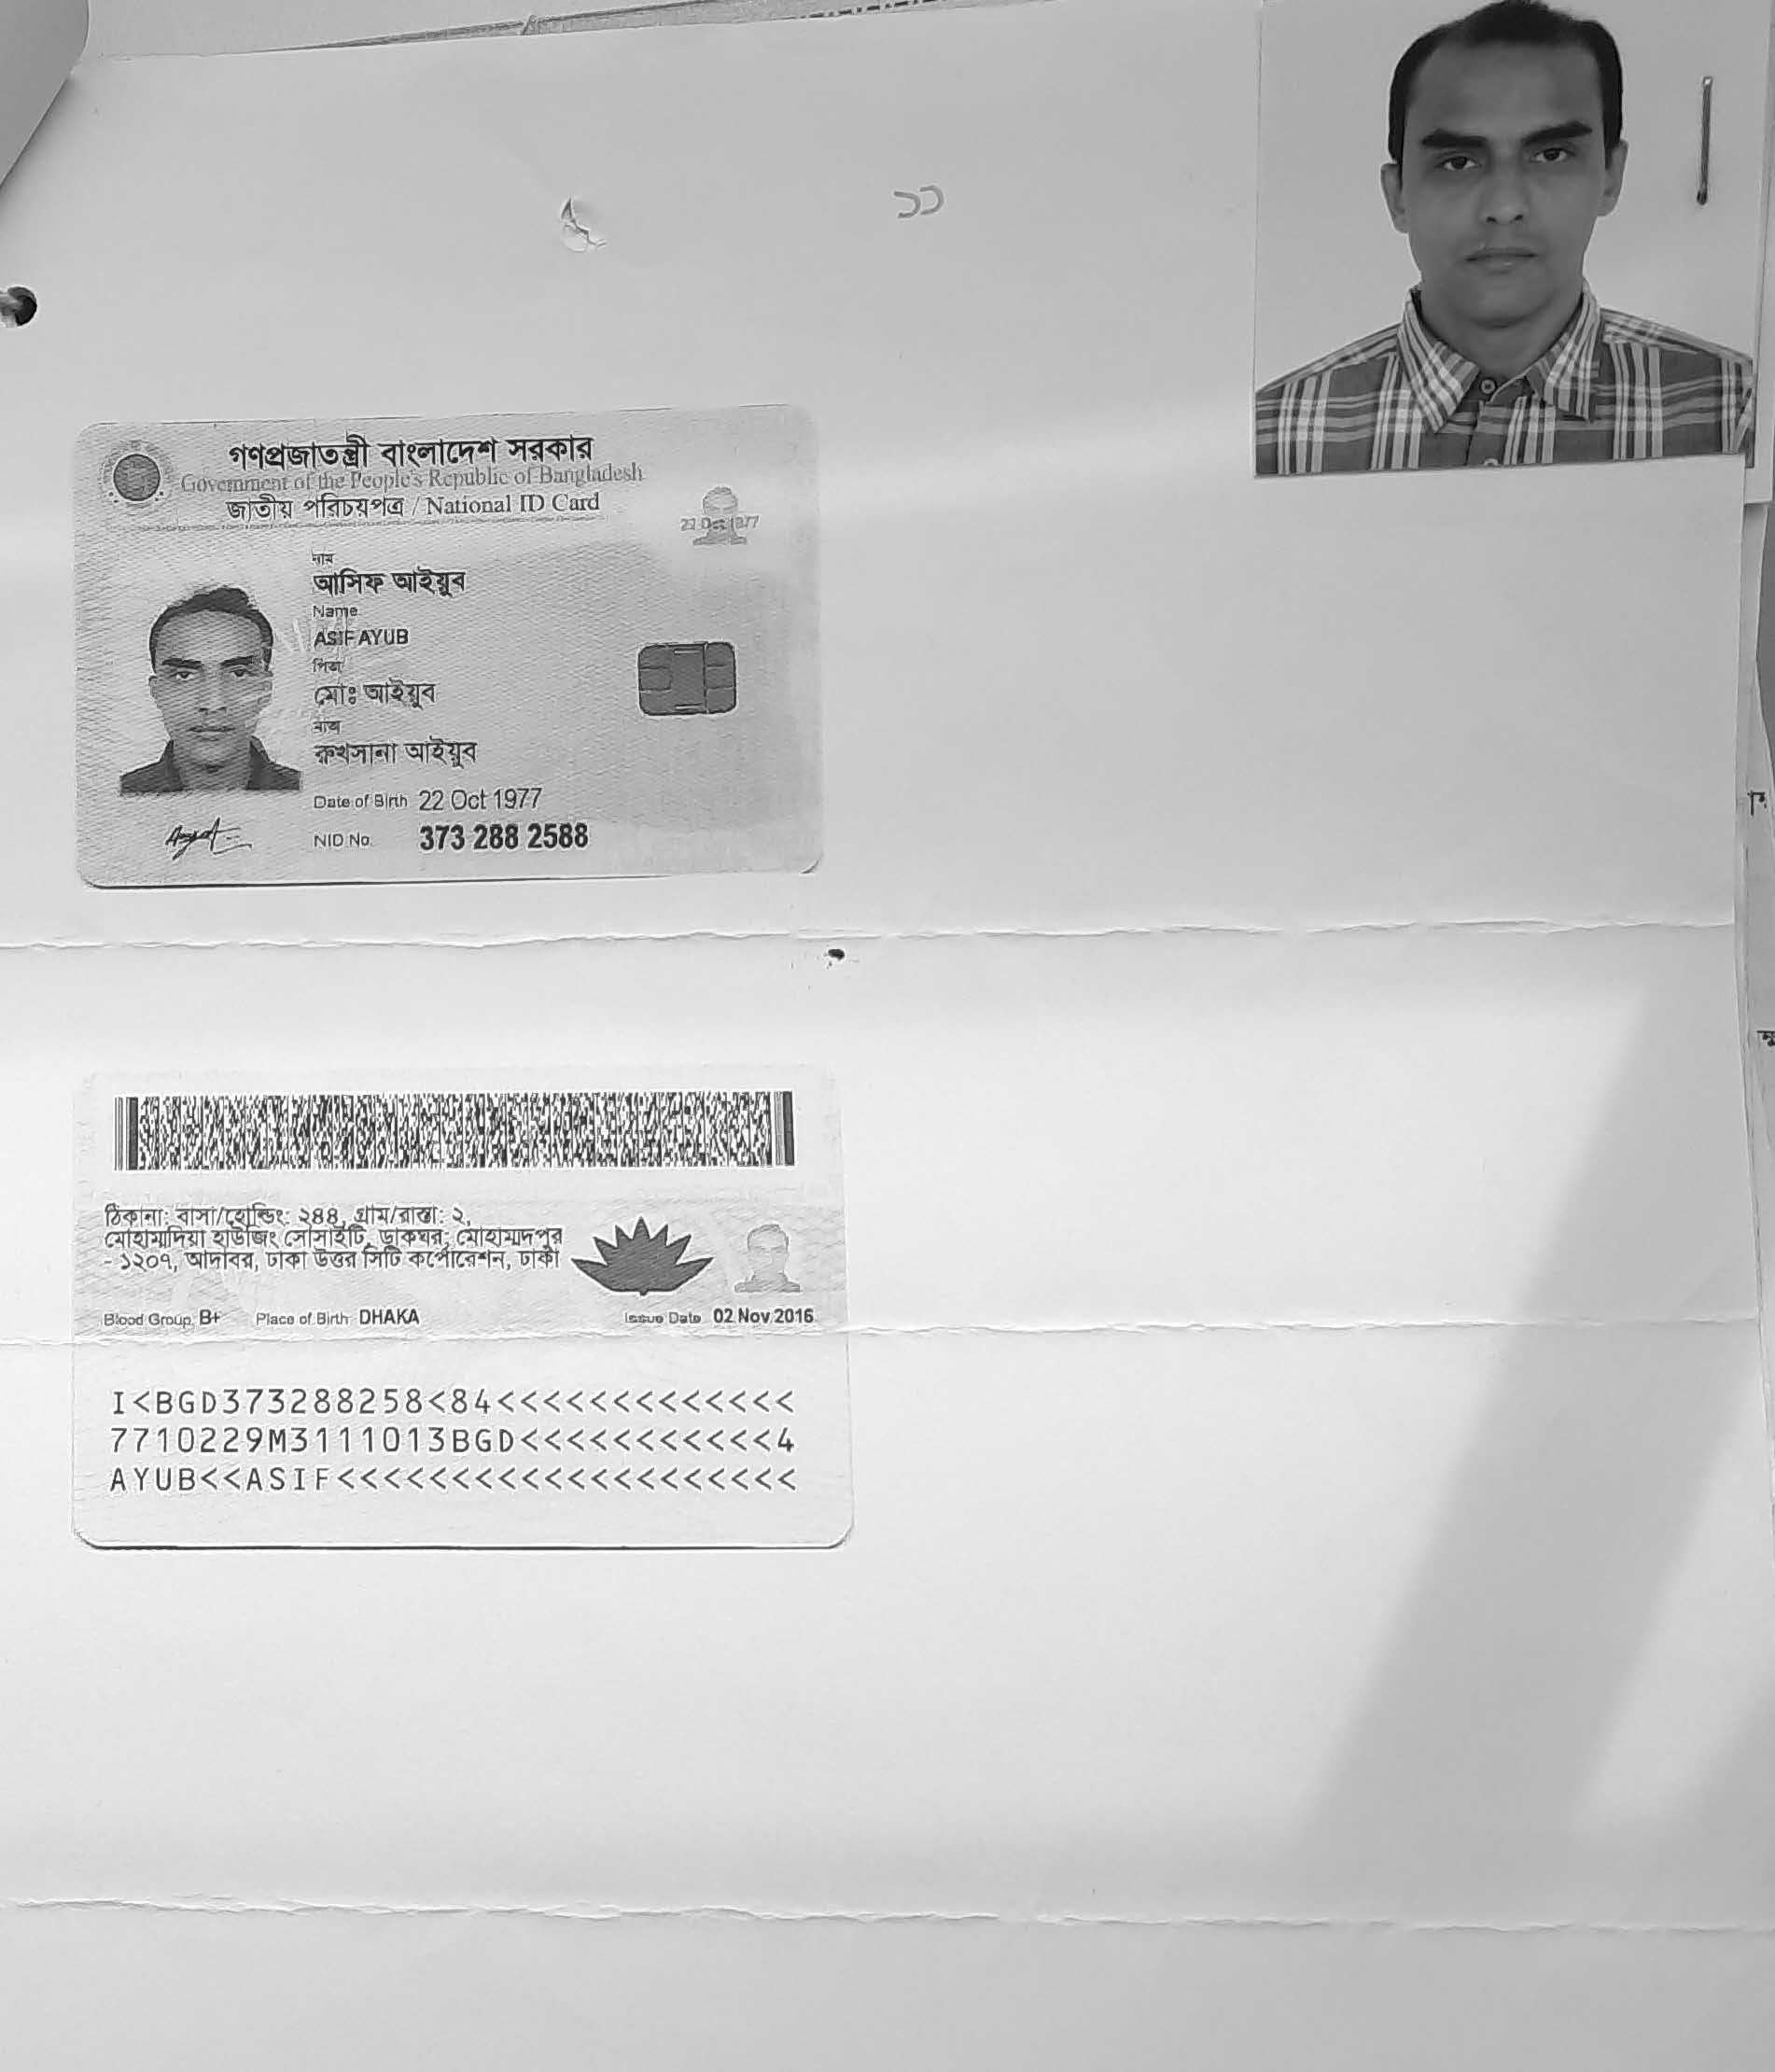 ১১
গণপ্রজাতন্ত্রী বাংলাদেশ সরকার
Government of the People's Republic of Bangladesh
জাতীয় পরিচয়পত্র / National ID Card
22 Oct 1977
নাম
আসিফ আইয়ুব
Name
ASIF AYUB
পিতা
মোঃ আইয়ুব
মাতা
রুখসানা আইয়ুব
Date of Birth 22 Oct 1977
NID No. 373 288 2588
ঠিকানা: বাসা/হোল্ডিং: ২৪৪, গ্রাম/রাস্তা: ২,
মোহাম্মাদিয়া হাউজিং সোসাইটি, ডাকঘর: মোহাম্মদপুর
- ১২০৭, আদাবর, ঢাকা উত্তর সিটি কর্পোরেশন, ঢাকা
Blood Group: B+ Place of Birth: DHAKA Issue Date: 02 Nov 2016
I<BGD373288258<84<<<<<<<<<<<<<
7710229M3111013BGD<<<<<<<<<<<4
AYUB<<ASIF<<<<<<<<<<<<<<<<<<<<